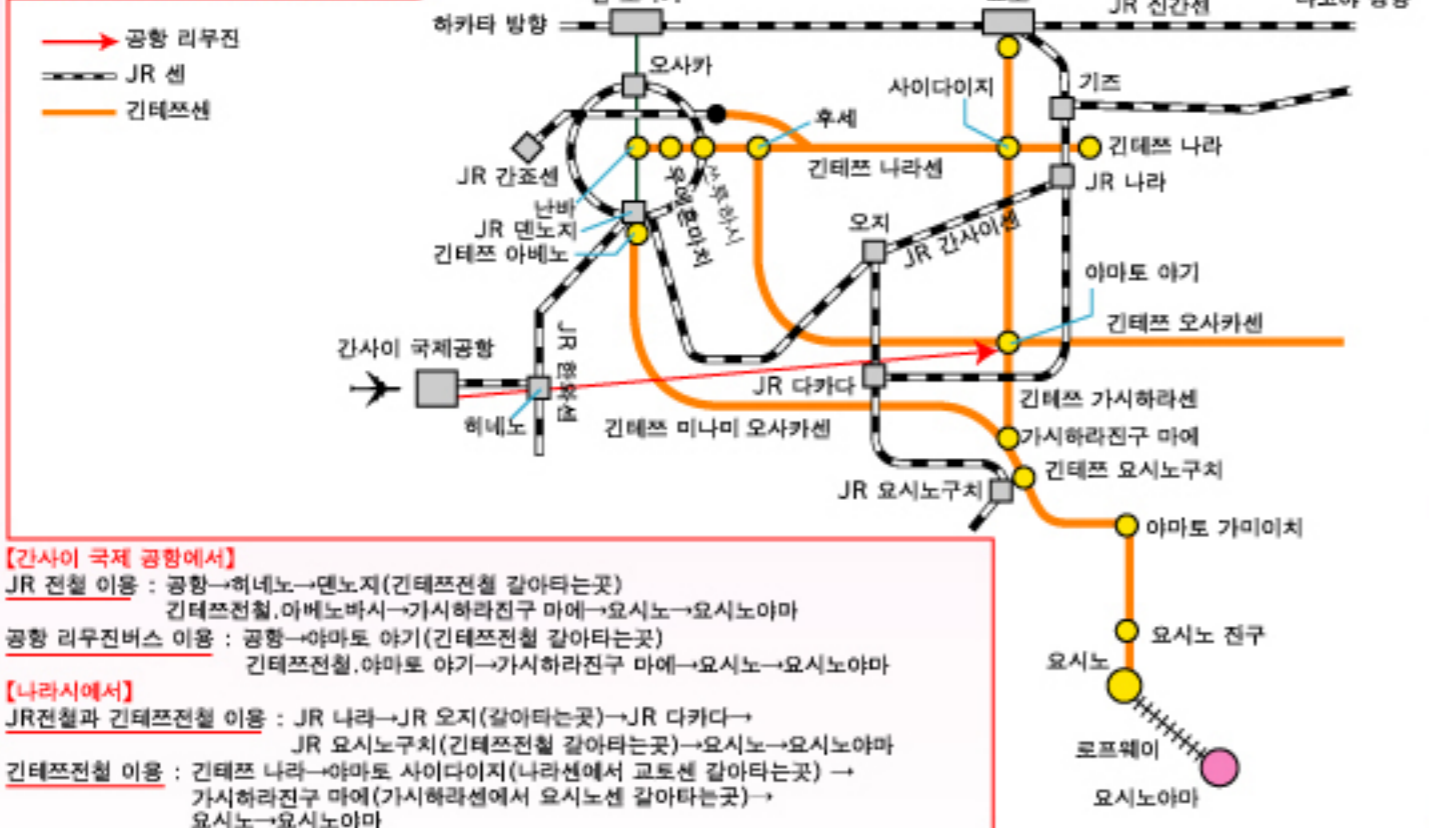 JR 신간센
하카타 방향
공항 리무진
JR 센
긴테쯔센
오사카
사이다이지
기즈
후세
긴테쯔 나라
JR 간죠센
긴테쯔 나라센
JR 나라
난바
우에혼마치
쯔루하시
JR 덴노지
긴테쯔 아베노
오지
JR 간사이센
야마토 야기
긴테쯔 오사카센
간사이 국제공항
JR 한와센
JR 다카다
긴테쯔 가시하라센
히네노
긴테쯔 미나미 오사카센
가시하라진구 마에
긴테쯔 요시노구치
JR 요시노구치
야마토 가미이치
요시노 진구
요시노
로프웨이
요시노야마
【간사이 국제 공항에서】
JR 전철 이용 : 공항→히네노→덴노지(긴테쯔전철 갈아타는곳)
긴테쯔전철.아베노바시→가시하라진구 마에→요시노→요시노야마
공항 리무진버스 이용 : 공항→야마토 야기(긴테쯔전철 갈아타는곳)
긴테쯔전철.야마토 야기→가시하라진구 마에→요시노→요시노야마
【나라시에서】
JR전철과 긴테쯔전철 이용 : JR 나라→JR 오지(갈아타는곳)→JR 다카다→
JR 요시노구치(긴테쯔전철 갈아타는곳)→요시노→요시노야마
긴테쯔전철 이용 : 긴테쯔 나라→야마토 사이다이지(나라센에서 교토센 갈아타는곳) →
가시하라진구 마에(가시하라센에서 요시노센 갈아타는곳)→
요시노→요시노야마